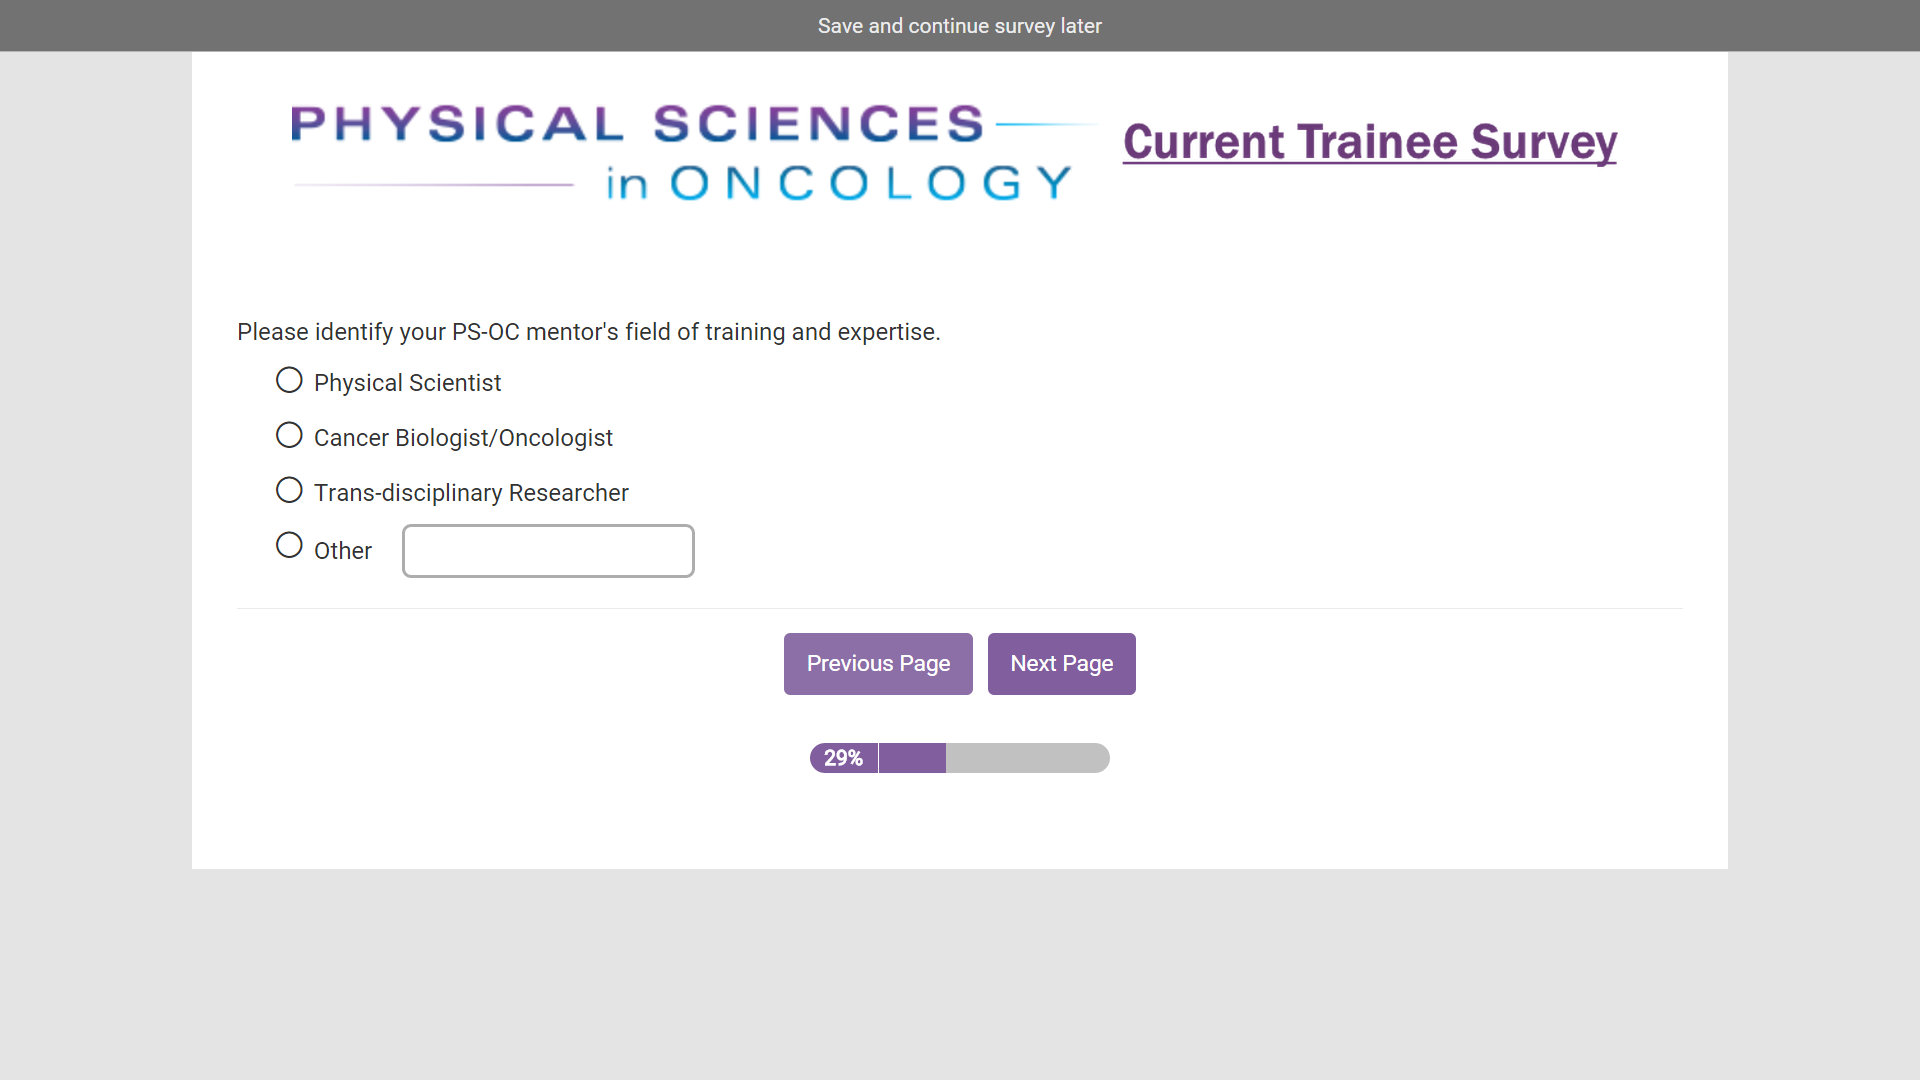 Save and continue survey later
PHYSICAL SCIENCES
in ONCOLOGY
Current Trainee Survey
Please identify your PS-OC mentor's field of training and expertise.
Physical Scientist
Cancer Biologist/Oncologist
Trans-disciplinary Researcher
Other
Previous Page
Next Page
29%